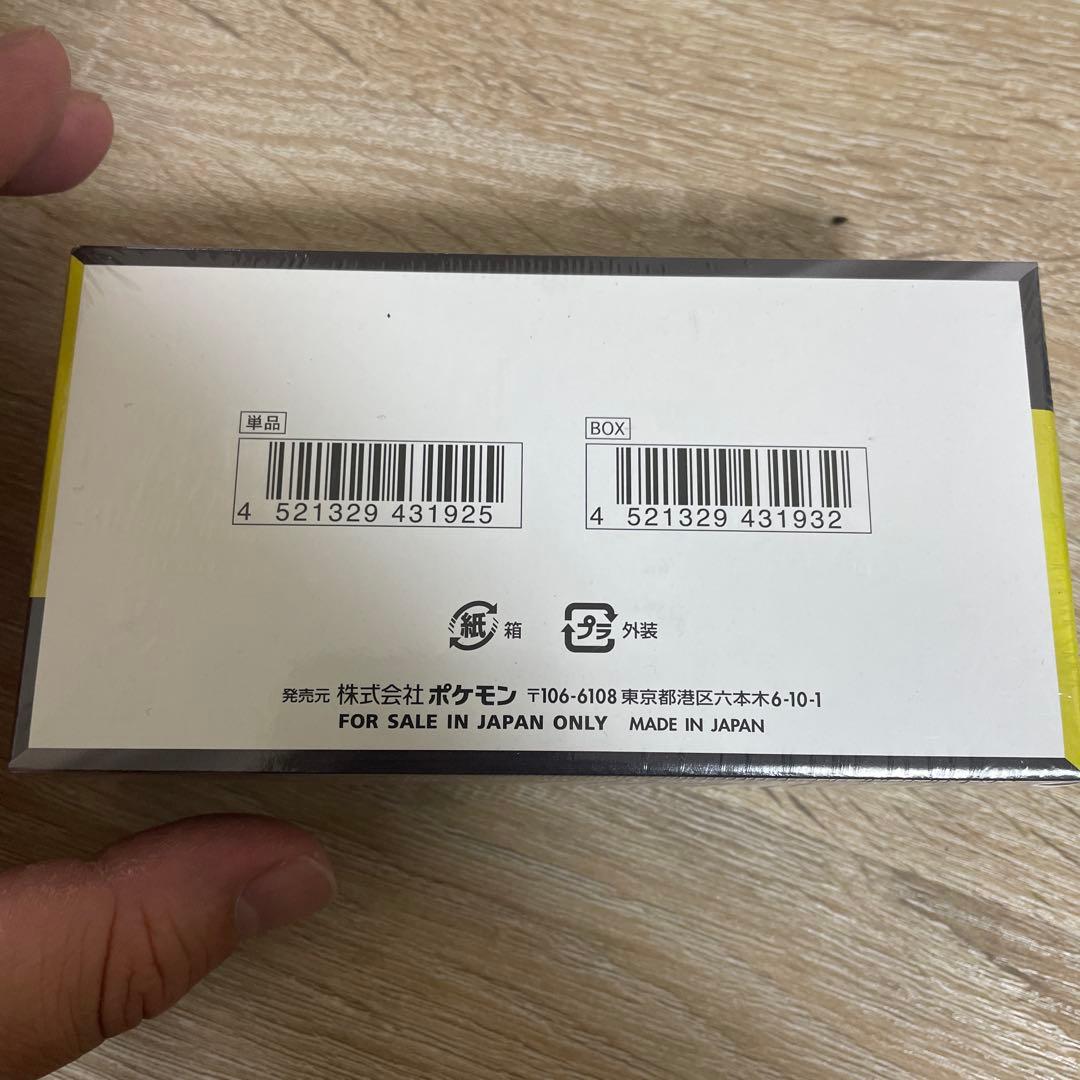 単品
4 521329 431925
BOX
4 521329 431932
紙 箱
プラ 外装
発売元 株式会社ポケモン 〒106-6108 東京都港区六本木6-10-1
FOR SALE IN JAPAN ONLY MADE IN JAPAN